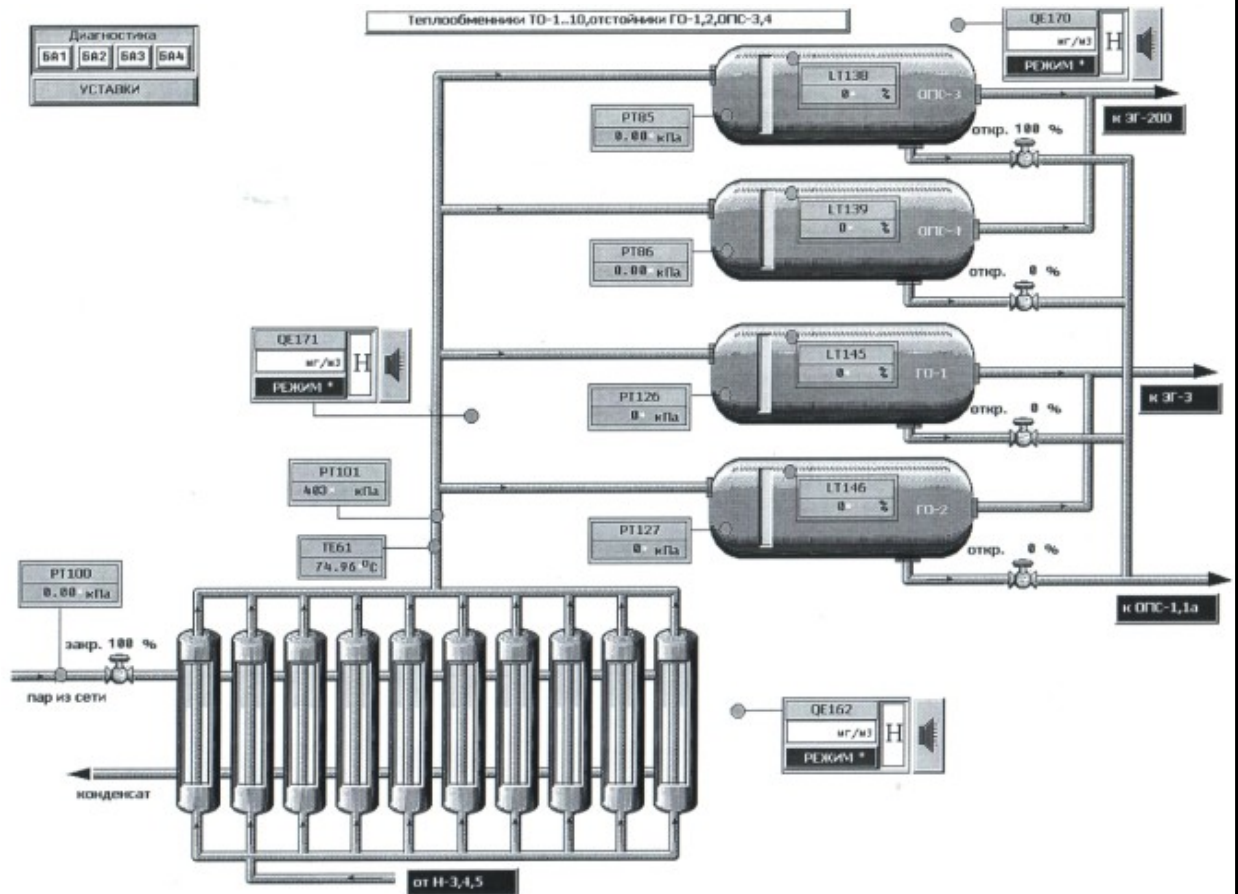 Теплообменники ТО-1..10,отстойники ГО-1,2,ОПС-3,4
Диагностика
БА1 БА2 БА3 БА4
УСТАВКИ
QE170
мг/м3
Н
РЕЖИМ *
LT138
0 %
ОПС-3
PT85
0.00 кПа
к ЭГ-200
откр. 100 %
LT139
0 %
ОПС-4
PT86
0.00 кПа
откр. 0 %
QE171
мг/м3
Н
РЕЖИМ *
LT145
0 %
ГО-1
PT126
0 кПа
к ЭГ-3
откр. 0 %
PT101
403 кПа
LT146
0 %
ГО-2
PT127
0 кПа
TE61
74.96 °C
откр. 0 %
PT100
0.00 кПа
к ОПС-1,1а
закр. 100 %
пар из сети
QE162
мг/м3
Н
РЕЖИМ *
конденсат
от Н-3,4,5